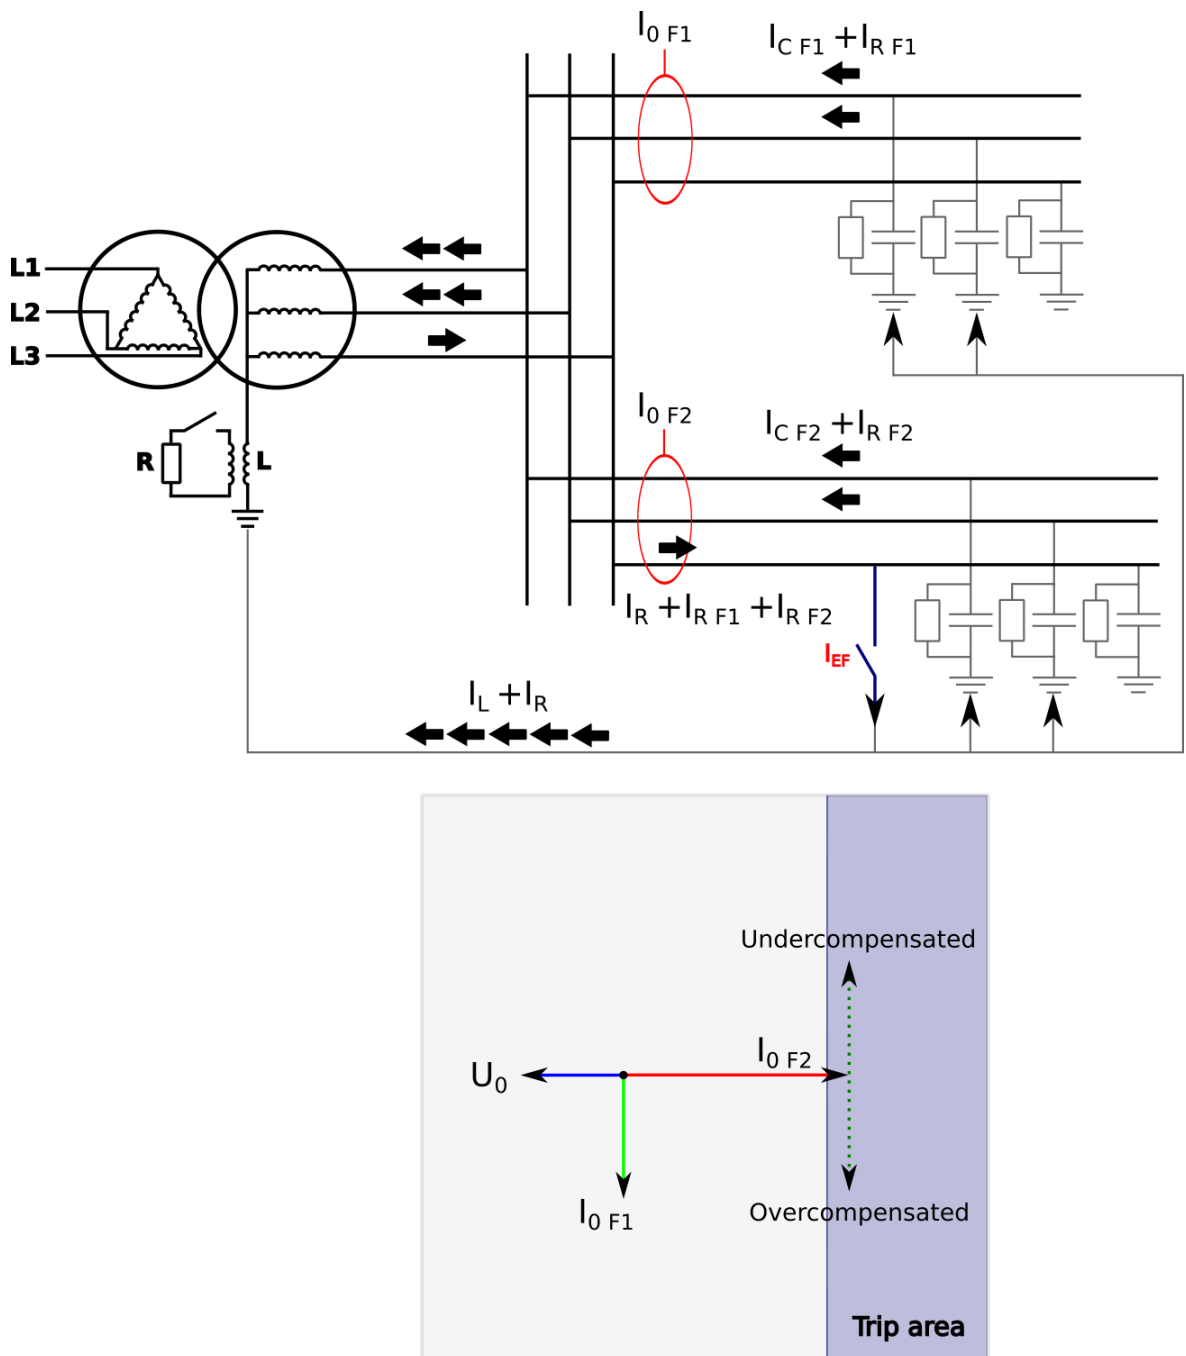 I0 F1
IC F1 +IR F1
L1
L2
L3
R
L
I0 F2
IC F2 +IR F2
IR +IR F1 +IR F2
IEF
IL +IR
Undercompensated
I0 F2
U0
I0 F1
Overcompensated
Trip area